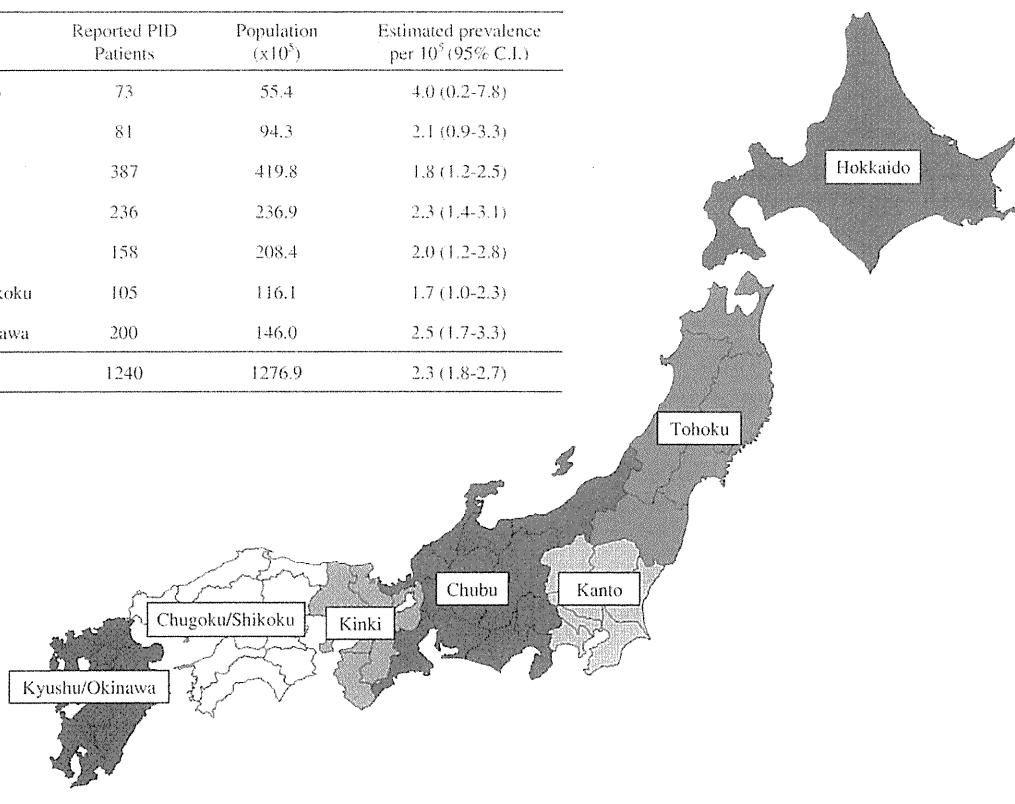 Reported PID Patients Population (x10⁵) Estimated prevalence per 10⁵ (95% C.I.)
73 55.4 4.0 (0.2-7.8)
81 94.3 2.1 (0.9-3.3)
387 419.8 1.8 (1.2-2.5)
236 236.9 2.3 (1.4-3.1)
158 208.4 2.0 (1.2-2.8)
koku 105 116.1 1.7 (1.0-2.3)
awa 200 146.0 2.5 (1.7-3.3)
1240 1276.9 2.3 (1.8-2.7)
Hokkaido
Tohoku
Chubu
Kanto
Chugoku/Shikoku
Kinki
Kyushu/Okinawa